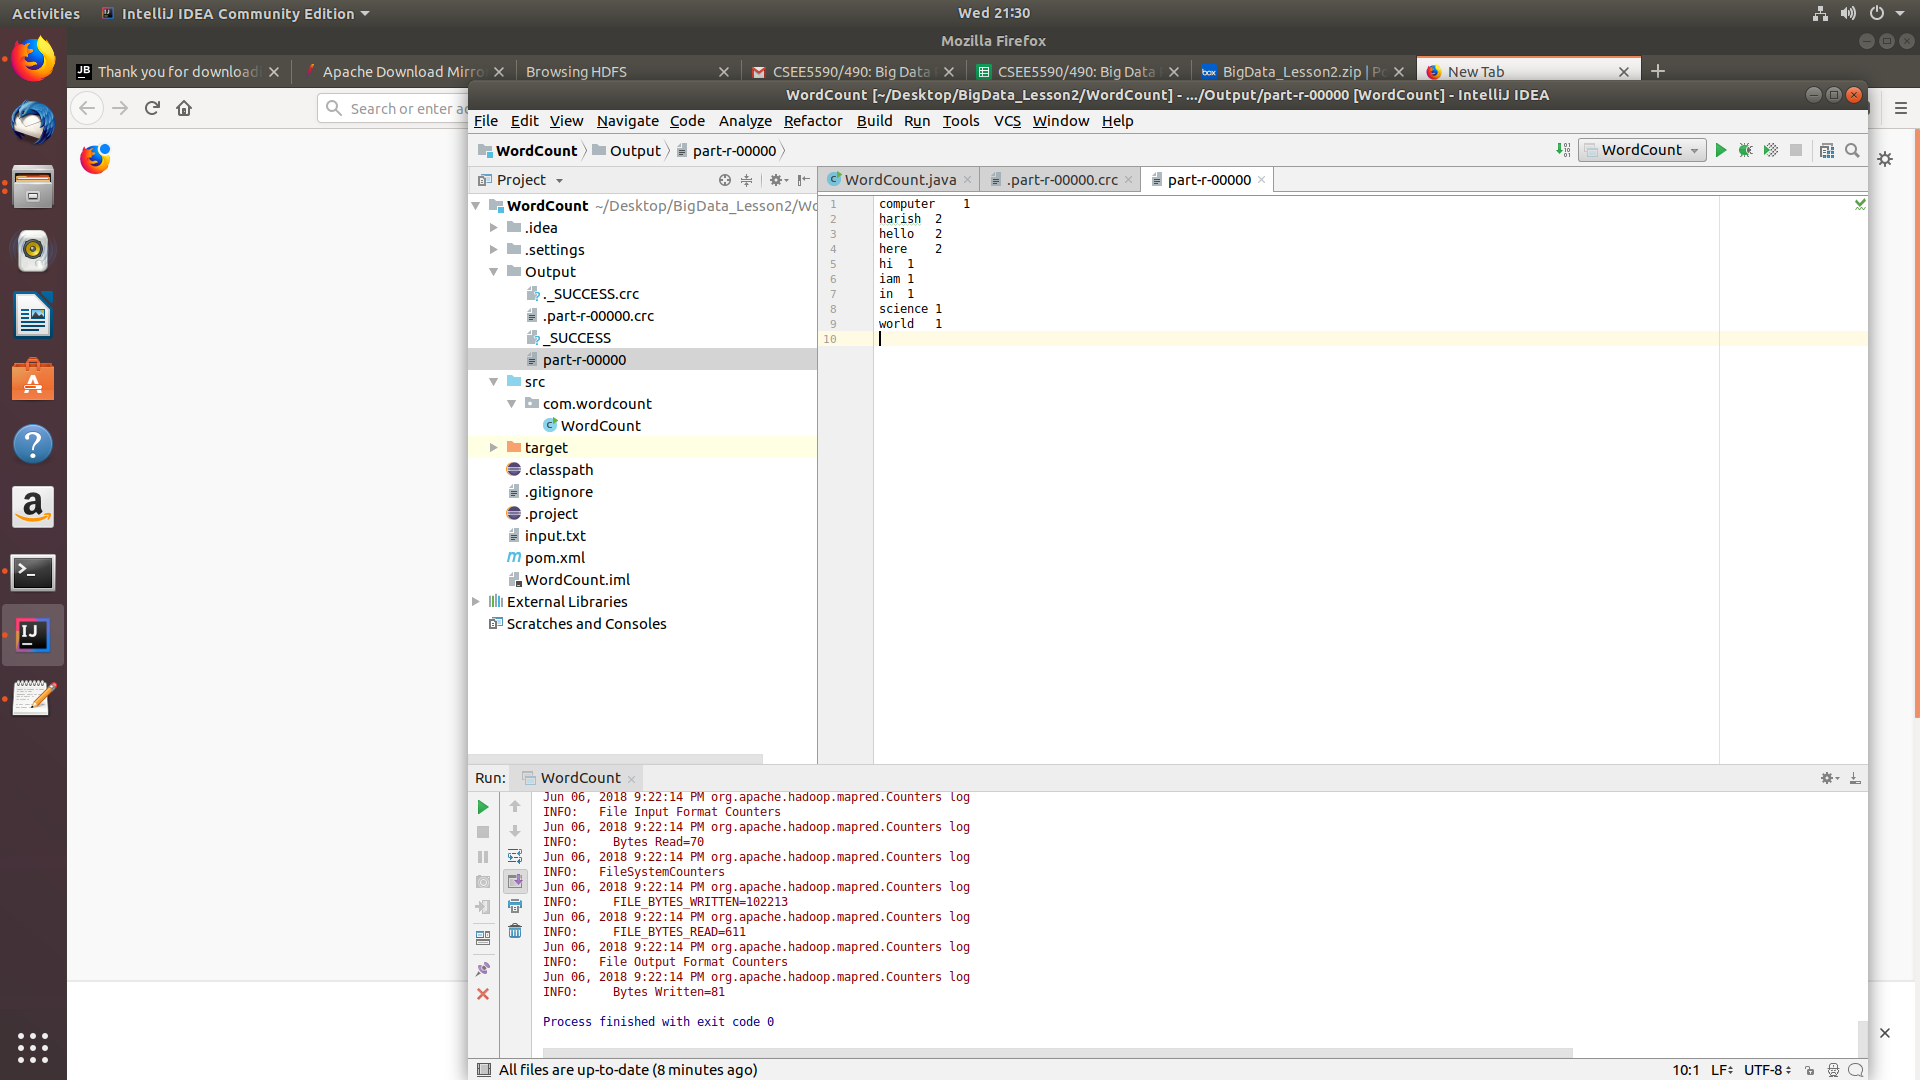 Activities IntelliJ IDEA Community Edition Wed 21:30
Mozilla Firefox
JB Thank you for download Apache Download Mirro Browsing HDFS CSEE5590/490: Big Data CSEE5590/490: Big Data box BigData_Lesson2.zip | Po New Tab
Search or enter ad
WordCount [~/Desktop/BigData_Lesson2/WordCount] - .../Output/part-r-00000 [WordCount] - IntelliJ IDEA
File Edit View Navigate Code Analyze Refactor Build Run Tools VCS Window Help
WordCount Output part-r-00000 WordCount
Project WordCount.java .part-r-00000.crc part-r-00000
WordCount ~/Desktop/BigData_Lesson2/Wo
.idea
.settings
Output
._SUCCESS.crc
.part-r-00000.crc
_SUCCESS
part-r-00000
src
com.wordcount
WordCount
target
.classpath
.gitignore
.project
input.txt
pom.xml
WordCount.iml
External Libraries
Scratches and Consoles
1 computer 1
2 harish 2
3 hello 2
4 here 2
5 hi 1
6 iam 1
7 in 1
8 science 1
9 world 1
10
Run: WordCount
Jun 06, 2018 9:22:14 PM org.apache.hadoop.mapred.Counters log
INFO: File Input Format Counters
Jun 06, 2018 9:22:14 PM org.apache.hadoop.mapred.Counters log
INFO: Bytes Read=70
Jun 06, 2018 9:22:14 PM org.apache.hadoop.mapred.Counters log
INFO: FileSystemCounters
Jun 06, 2018 9:22:14 PM org.apache.hadoop.mapred.Counters log
INFO: FILE_BYTES_WRITTEN=102213
Jun 06, 2018 9:22:14 PM org.apache.hadoop.mapred.Counters log
INFO: FILE_BYTES_READ=611
Jun 06, 2018 9:22:14 PM org.apache.hadoop.mapred.Counters log
INFO: File Output Format Counters
Jun 06, 2018 9:22:14 PM org.apache.hadoop.mapred.Counters log
INFO: Bytes Written=81
Process finished with exit code 0
All files are up-to-date (8 minutes ago) 10:1 LF UTF-8